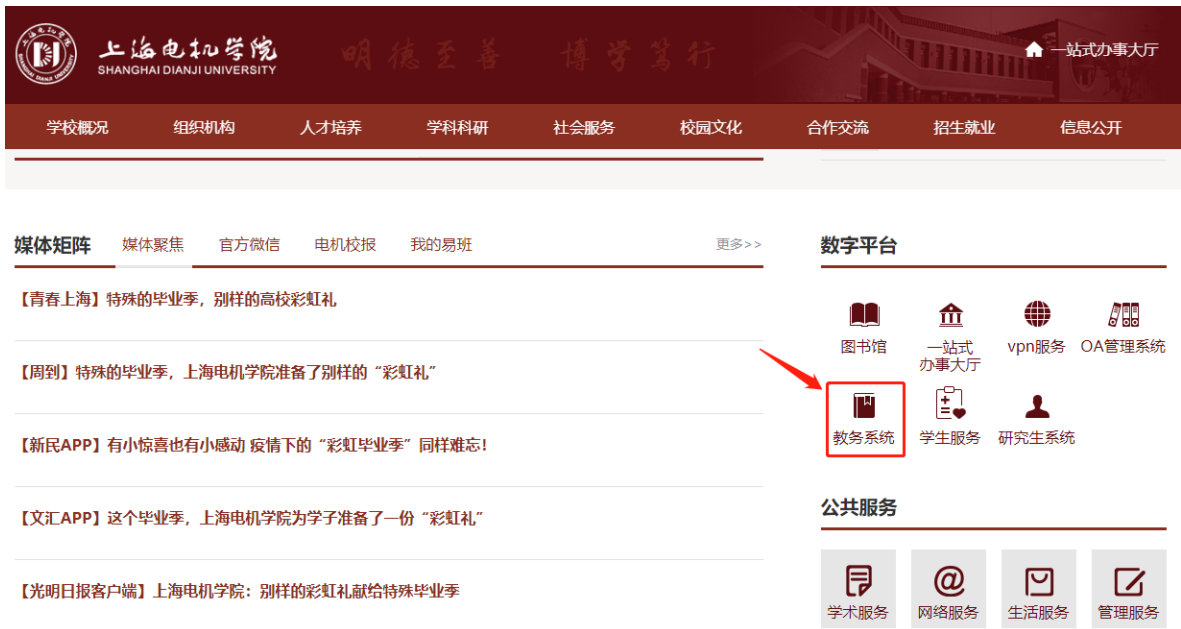 上海电机学院
SHANGHAI DIANJI UNIVERSITY
明德至善 博学笃行
一站式办事大厅
学校概况 组织机构 人才培养 学科科研 社会服务 校园文化 合作交流 招生就业 信息公开
媒体矩阵 媒体聚焦 官方微信 电机校报 我的易班 更多>>
【青春上海】特殊的毕业季，别样的高校彩虹礼
【周到】特殊的毕业季，上海电机学院准备了别样的“彩虹礼”
【新民APP】有小惊喜也有小感动 疫情下的“彩虹毕业季”同样难忘！
【文汇APP】这个毕业季，上海电机学院为学子准备了一份“彩虹礼”
【光明日报客户端】上海电机学院：别样的彩虹礼献给特殊毕业季
数字平台
图书馆 一站式 vpn服务 OA管理系统
办事大厅
教务系统 学生服务 研究生系统
公共服务
学术服务 网络服务 生活服务 管理服务